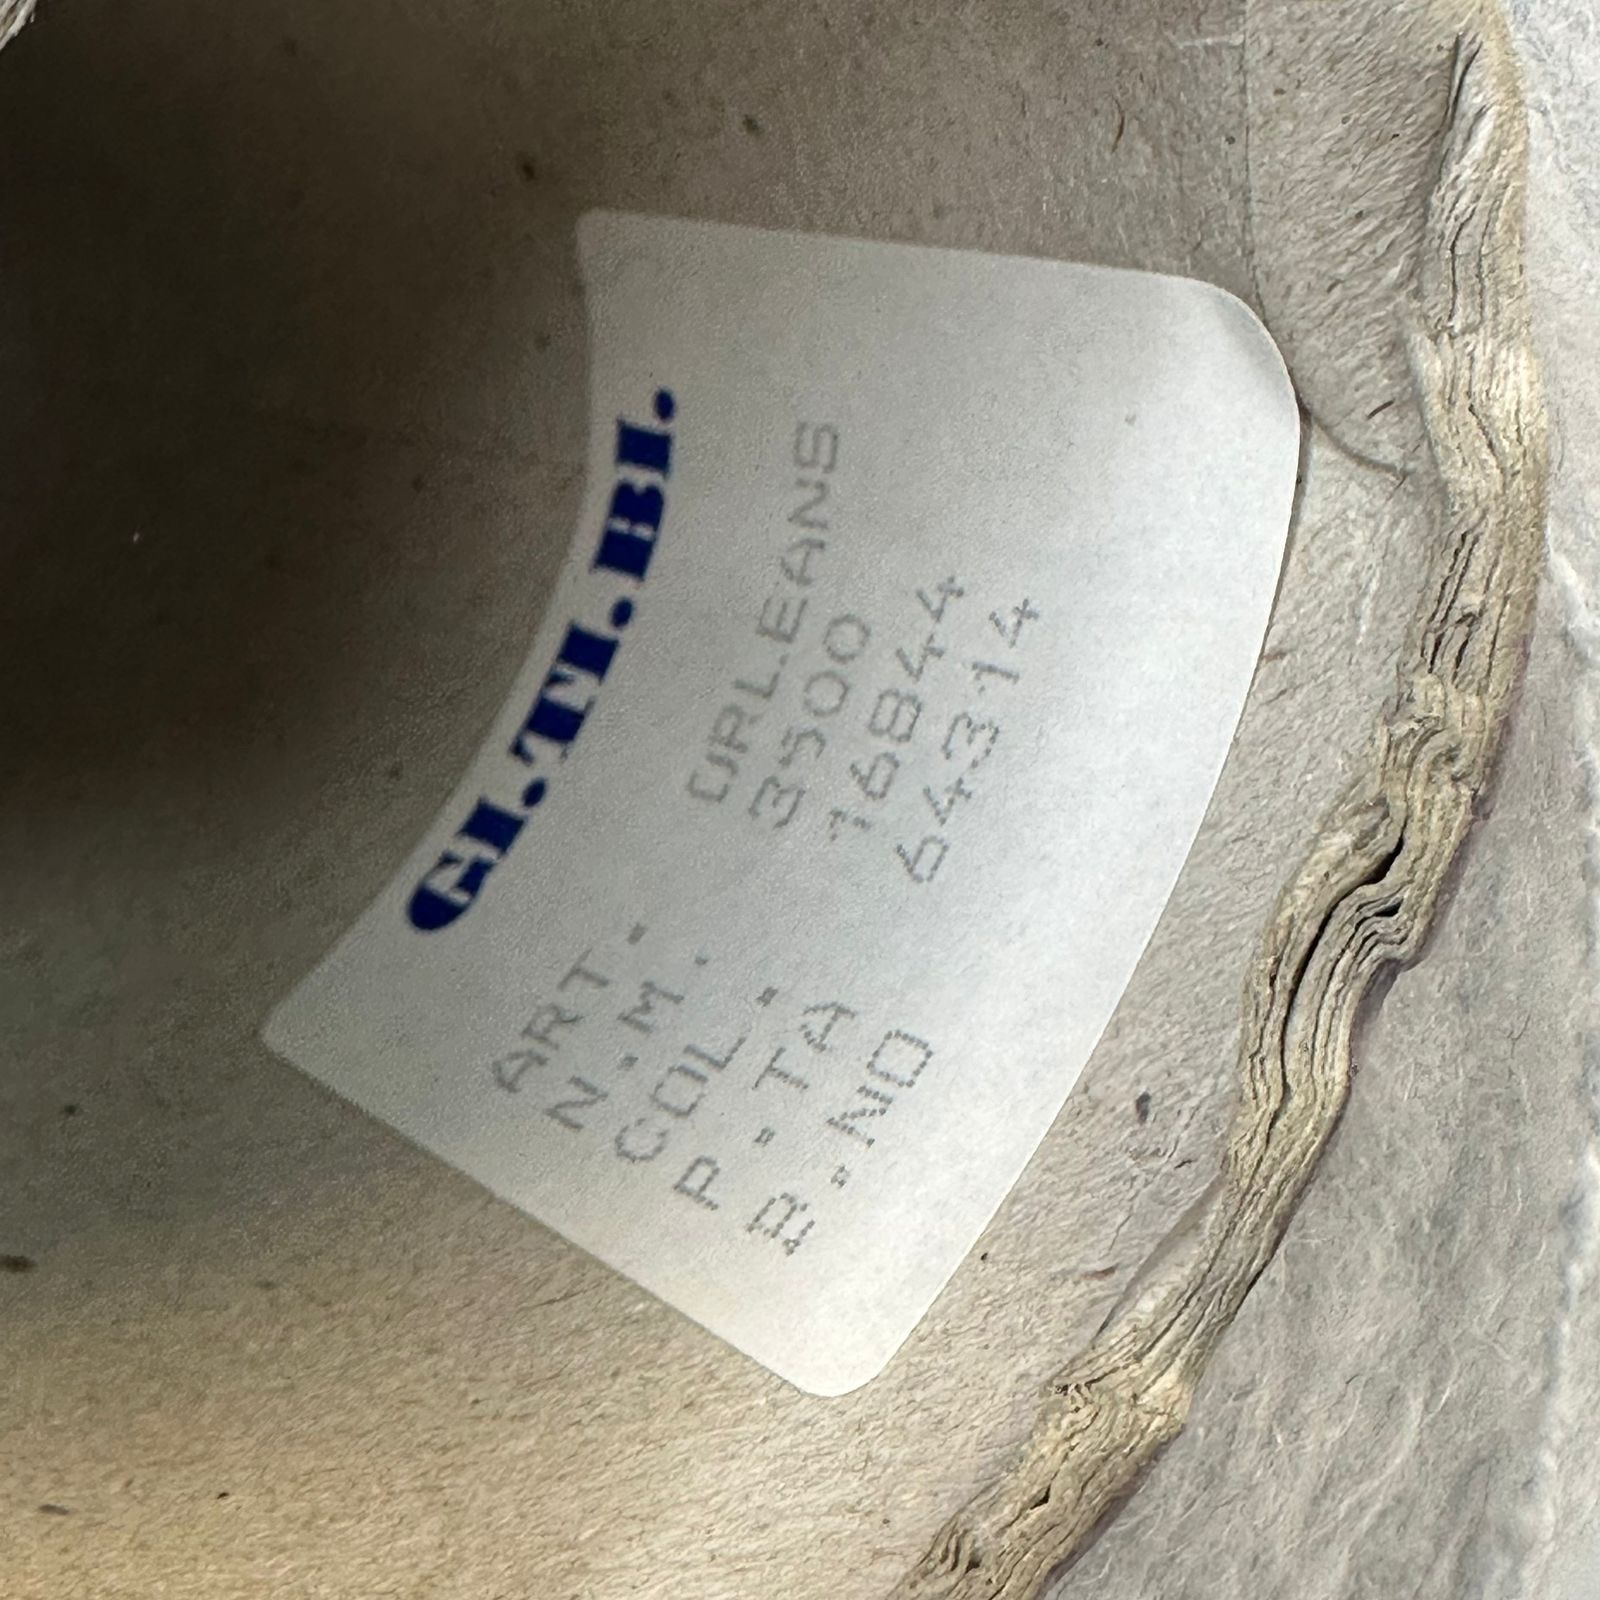 GI.TI.BI.
ART. ORLEANS
N.M. 3500
COL. 16844
P.TA 64314
R.NO